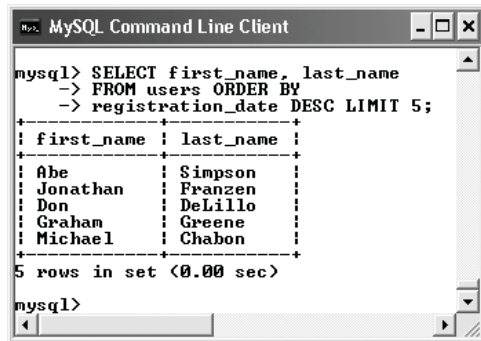 MySQL Command Line Client
mysql> SELECT first_name, last_name
    -> FROM users ORDER BY
    -> registration_date DESC LIMIT 5;
+------------+-----------+
| first_name | last_name |
+------------+-----------+
| Abe        | Simpson   |
| Jonathan   | Franzen   |
| Don        | DeLillo   |
| Graham     | Greene    |
| Michael    | Chabon    |
+------------+-----------+
5 rows in set (0.00 sec)
mysql>